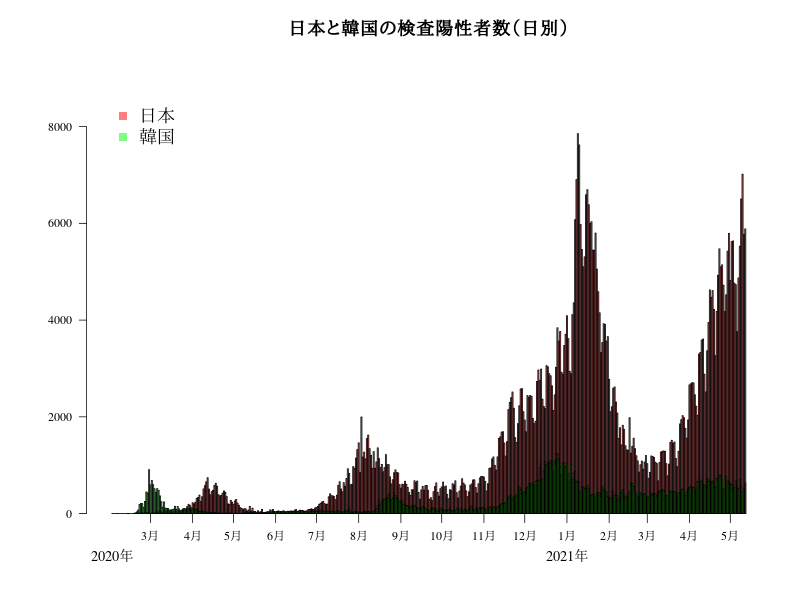 日本と韓国の検査陽性者数(日別)
日本
韓国
8000
6000
4000
2000
0
3月 4月 5月 6月 7月 8月 9月 10月 11月 12月 1月 2月 3月 4月 5月
2020年 2021年